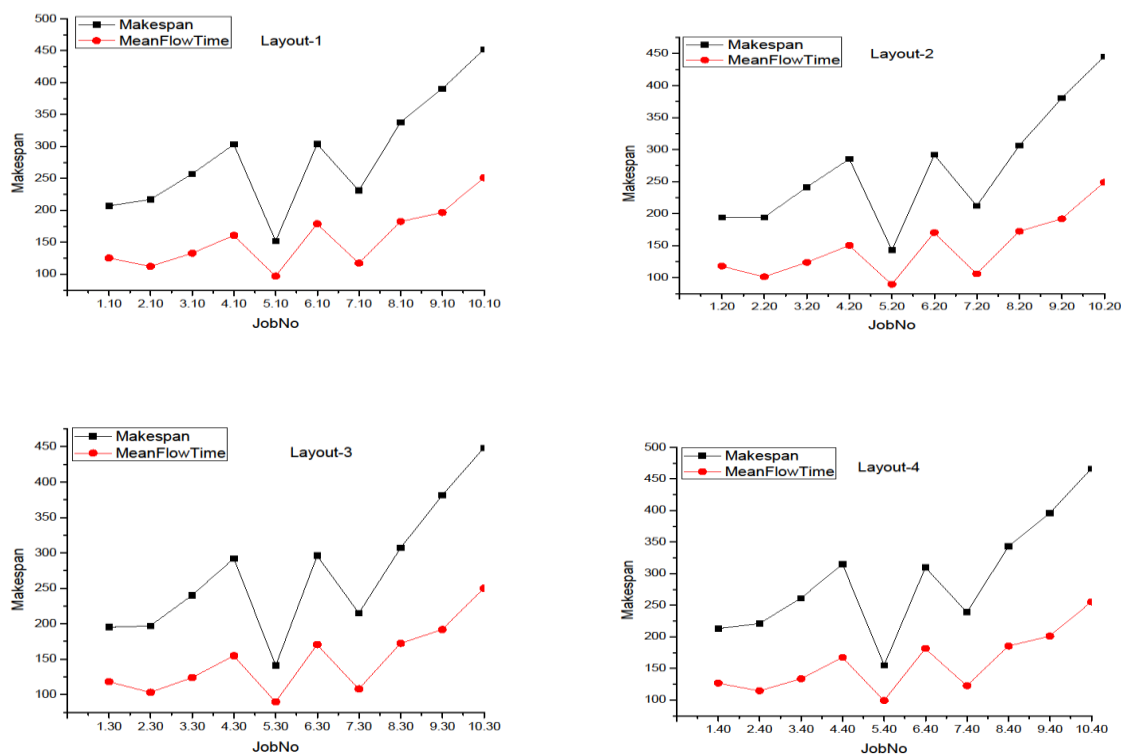 Makespan
MeanFlowTime
Layout-1
500
450
400
350
300
250
200
150
100
Makespan
1.10 2.10 3.10 4.10 5.10 6.10 7.10 8.10 9.10 10.10
JobNo
Makespan
MeanFlowTime
Layout-2
450
400
350
300
250
200
150
100
Makespan
1.20 2.20 3.20 4.20 5.20 6.20 7.20 8.20 9.20 10.20
JobNo
Makespan
MeanFlowTime
Layout-3
450
400
350
300
250
200
150
100
Makespan
1.30 2.30 3.30 4.30 5.30 6.30 7.30 8.30 9.30 10.30
JobNo
Makespan
MeanFlowTime
Layout-4
500
450
400
350
300
250
200
150
100
Makespan
1.40 2.40 3.40 4.40 5.40 6.40 7.40 8.40 9.40 10.40
JobNo